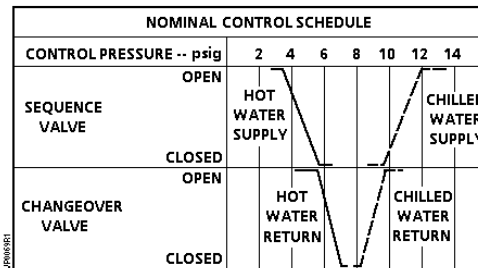 NOMINAL CONTROL SCHEDULE
CONTROL PRESSURE -- psig 2 4 6 8 10 12 14
OPEN
SEQUENCE
VALVE
CLOSED
HOT
WATER
SUPPLY
CHILLED
WATER
SUPPLY
OPEN
CHANGEOVER
VALVE
CLOSED
HOT
WATER
RETURN
CHILLED
WATER
RETURN